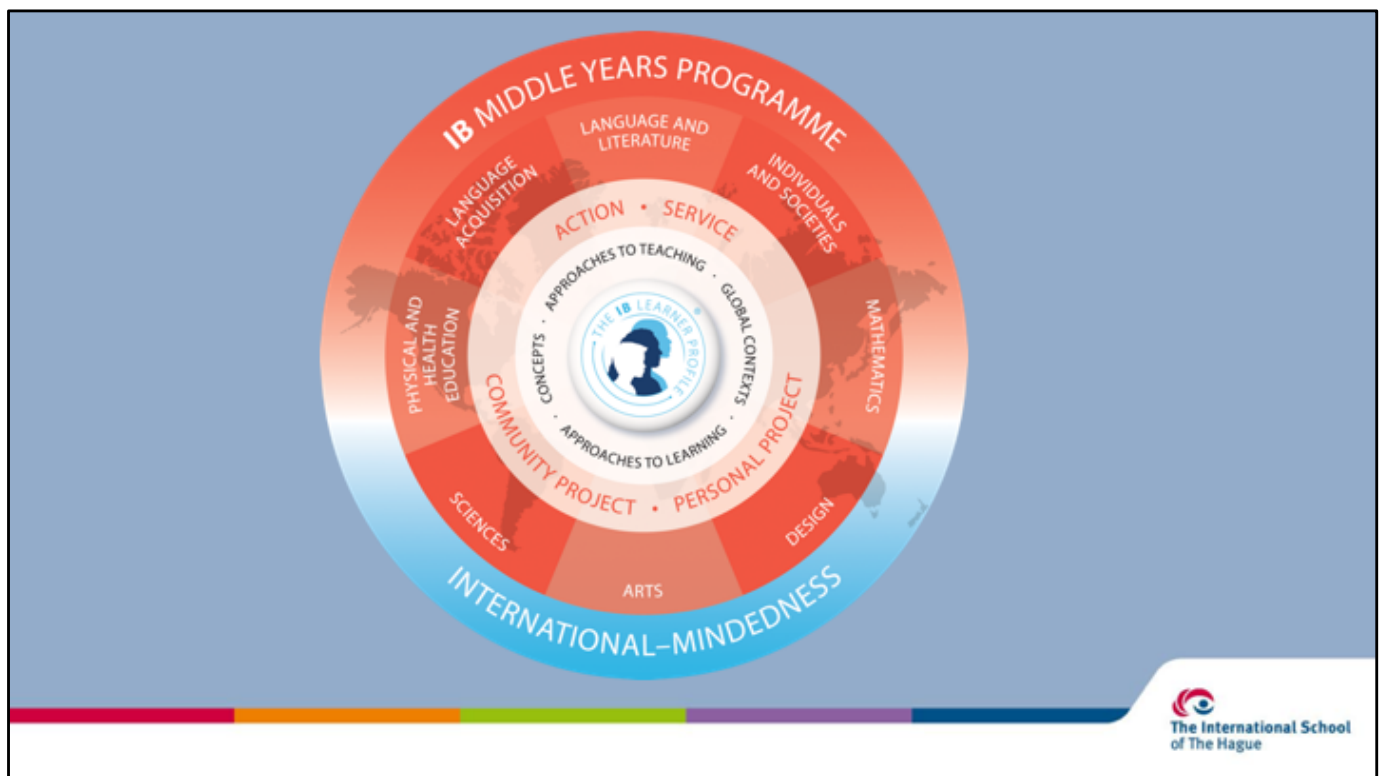 IB MIDDLE YEARS PROGRAMME
LANGUAGE AND
LITERATURE
LANGUAGE
ACQUISITION
INDIVIDUALS
AND SOCIETIES
PHYSICAL AND
HEALTH
EDUCATION
MATHEMATICS
SCIENCES
ARTS
DESIGN
ACTION • SERVICE
COMMUNITY PROJECT • PERSONAL PROJECT
APPROACHES TO TEACHING · GLOBAL CONTEXTS · APPROACHES TO LEARNING · CONCEPTS ·
THE IB LEARNER PROFILE ®
INTERNATIONAL–MINDEDNESS
The International School
of The Hague